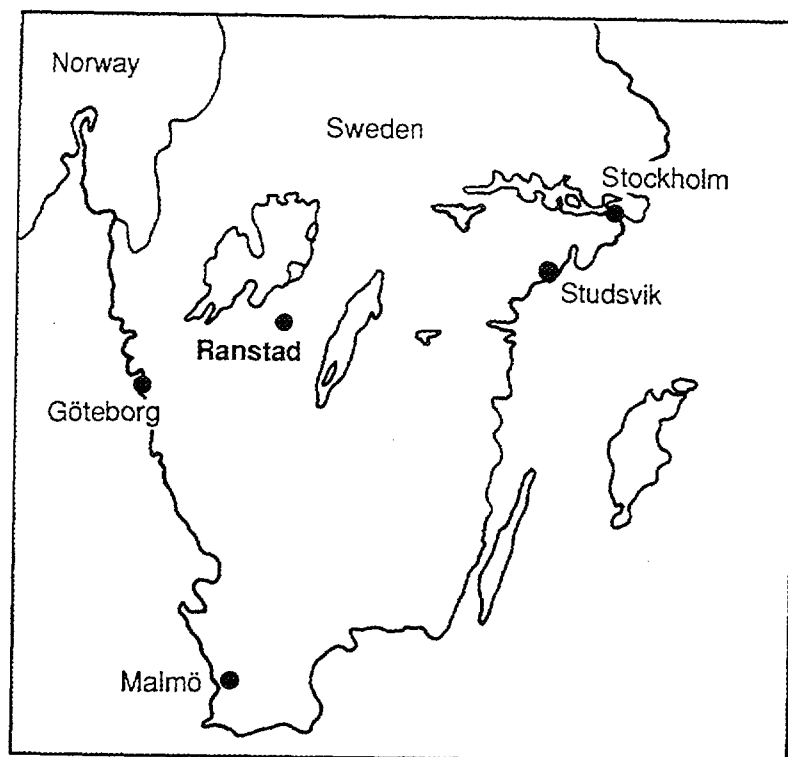 Norway
Sweden
Stockholm
Studsvik
Ranstad
Göteborg
Malmö